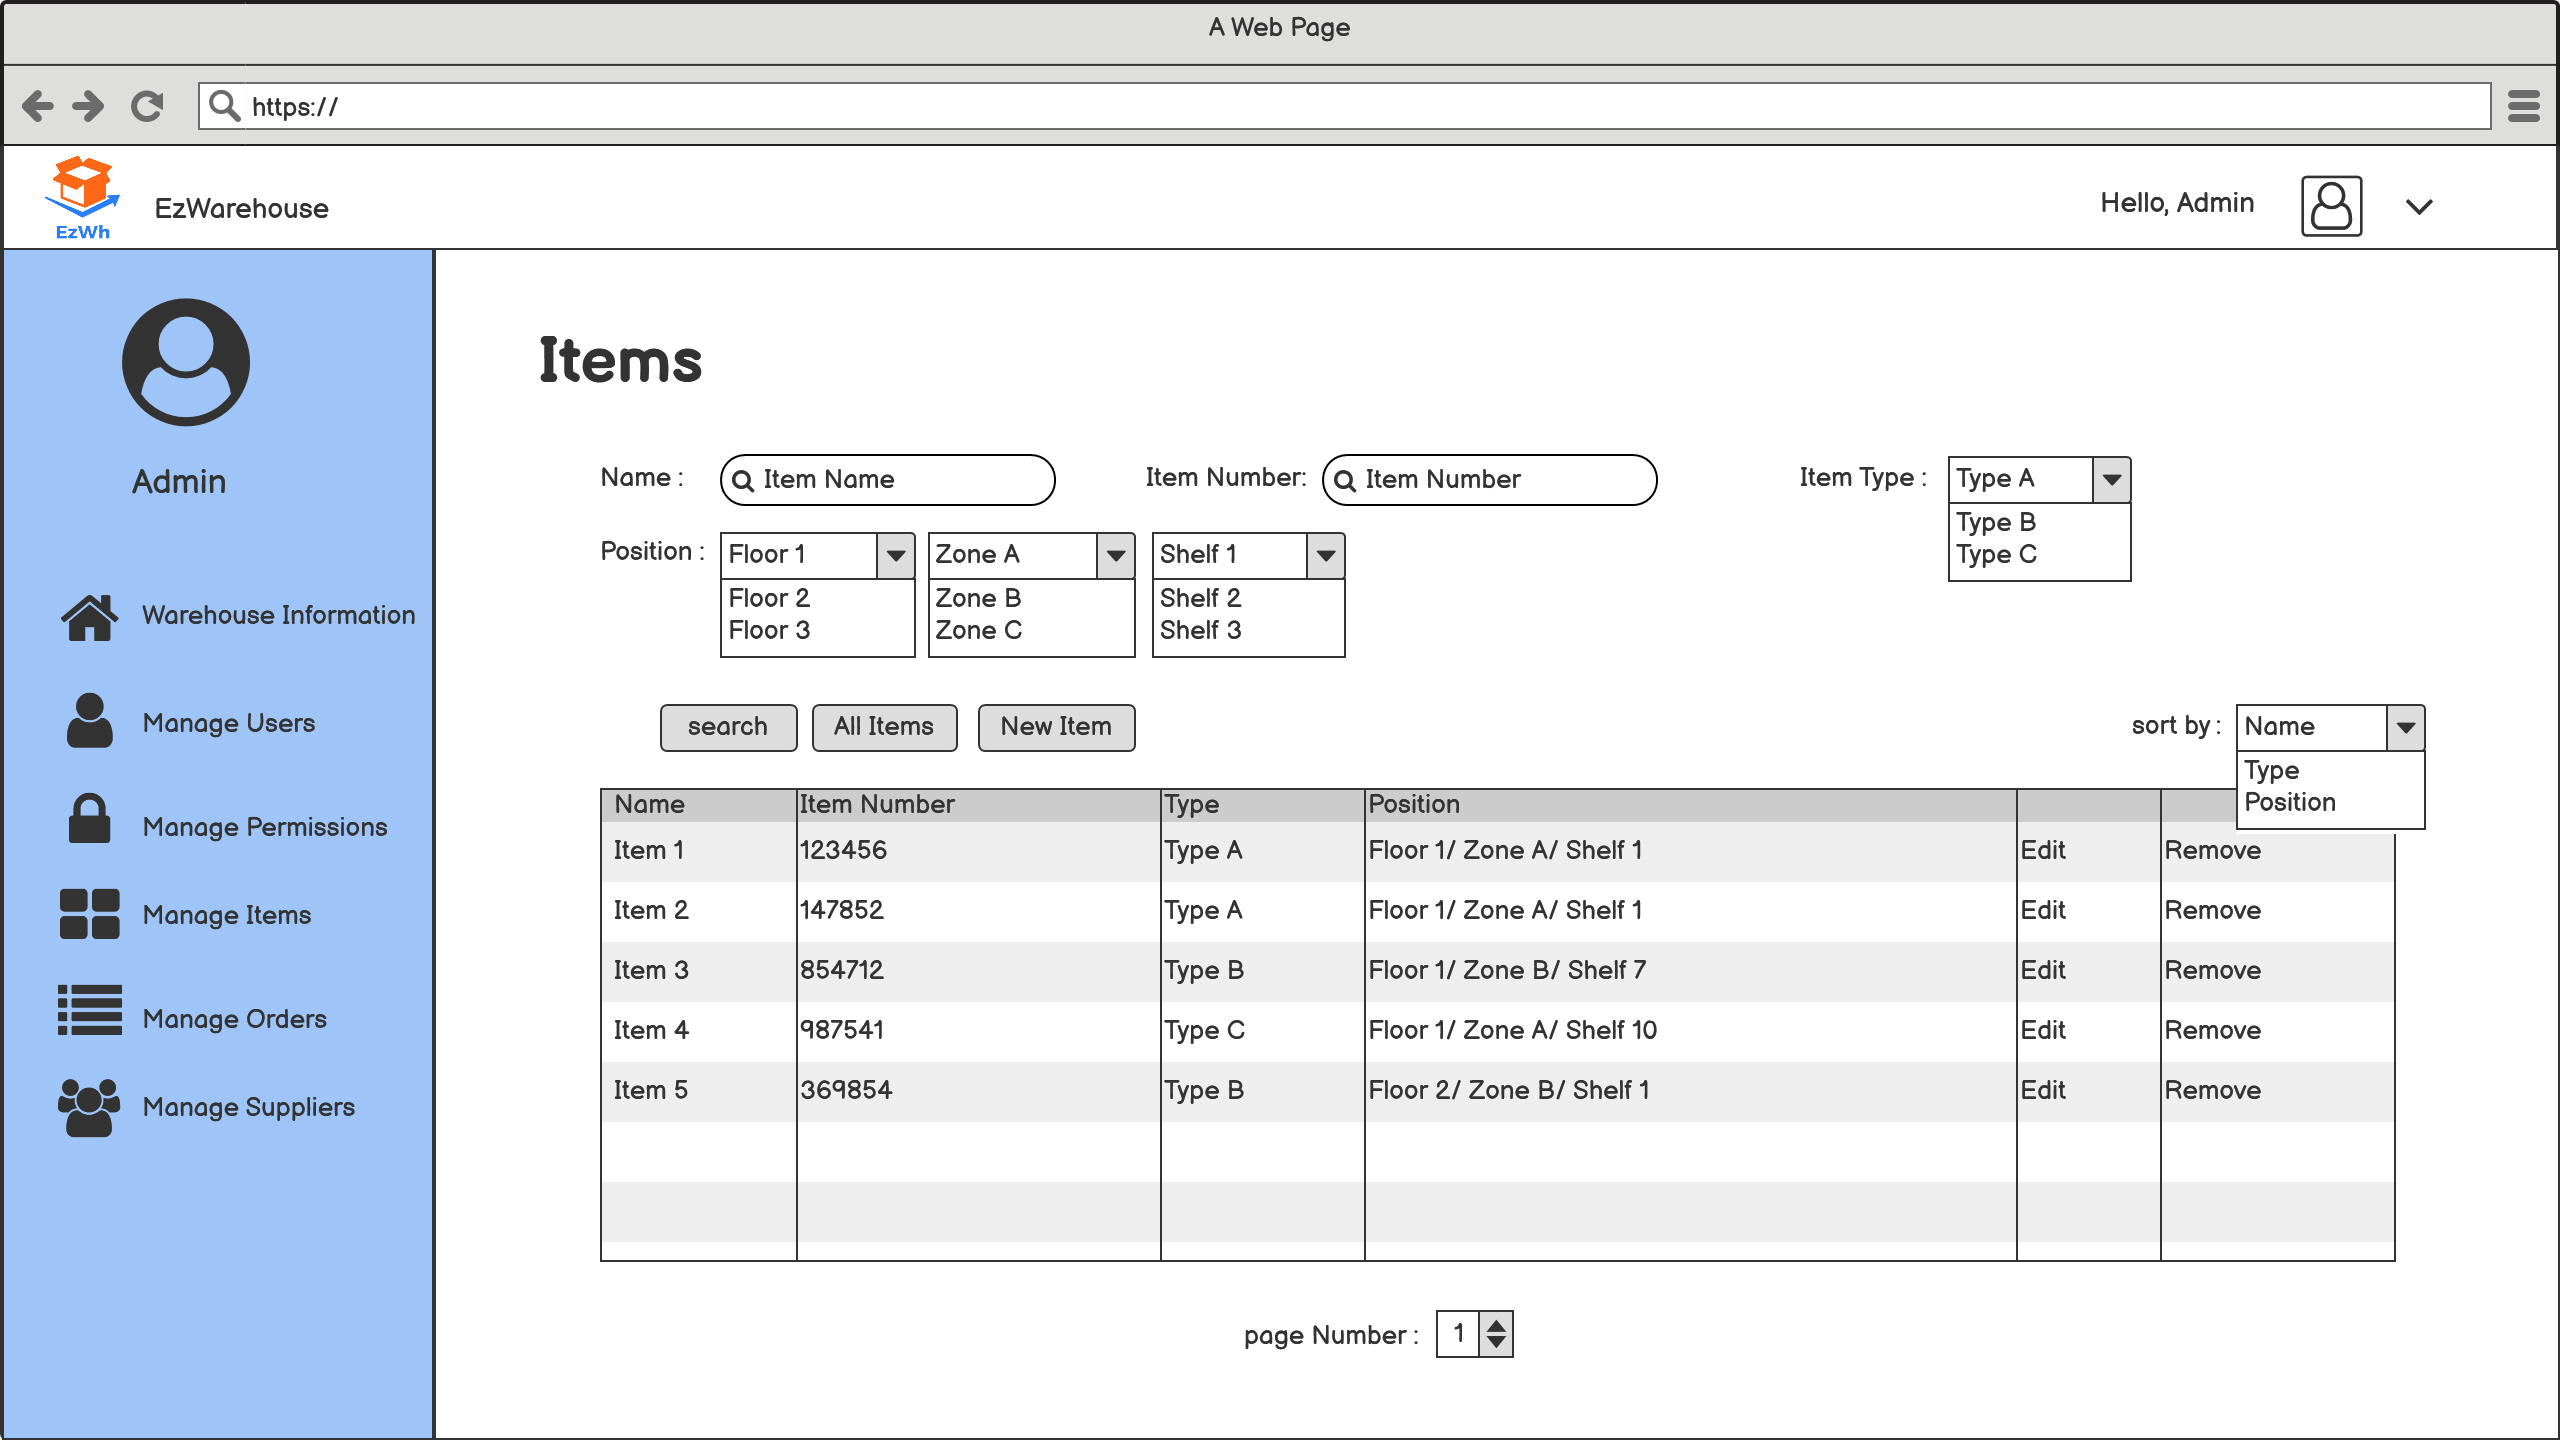 A Web Page
https://
EzWh
EzWarehouse
Hello, Admin
Admin
Warehouse Information
Manage Users
Manage Permissions
Manage Items
Manage Orders
Manage Suppliers
Items
Name : Item Name Item Number: Item Number Item Type : Type A
Type B
Type C
Position : Floor 1 Zone A Shelf 1
Floor 2 Zone B Shelf 2
Floor 3 Zone C Shelf 3
search All Items New Item sort by : Name
Type
Position
Name Item Number Type Position
Item 1 123456 Type A Floor 1/ Zone A/ Shelf 1 Edit Remove
Item 2 147852 Type A Floor 1/ Zone A/ Shelf 1 Edit Remove
Item 3 854712 Type B Floor 1/ Zone B/ Shelf 7 Edit Remove
Item 4 987541 Type C Floor 1/ Zone A/ Shelf 10 Edit Remove
Item 5 369854 Type B Floor 2/ Zone B/ Shelf 1 Edit Remove
page Number : 1